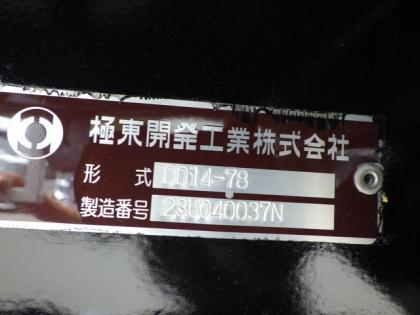 極東開発工業株式会社
形 式 DD14-78
製造番号 23U040037N